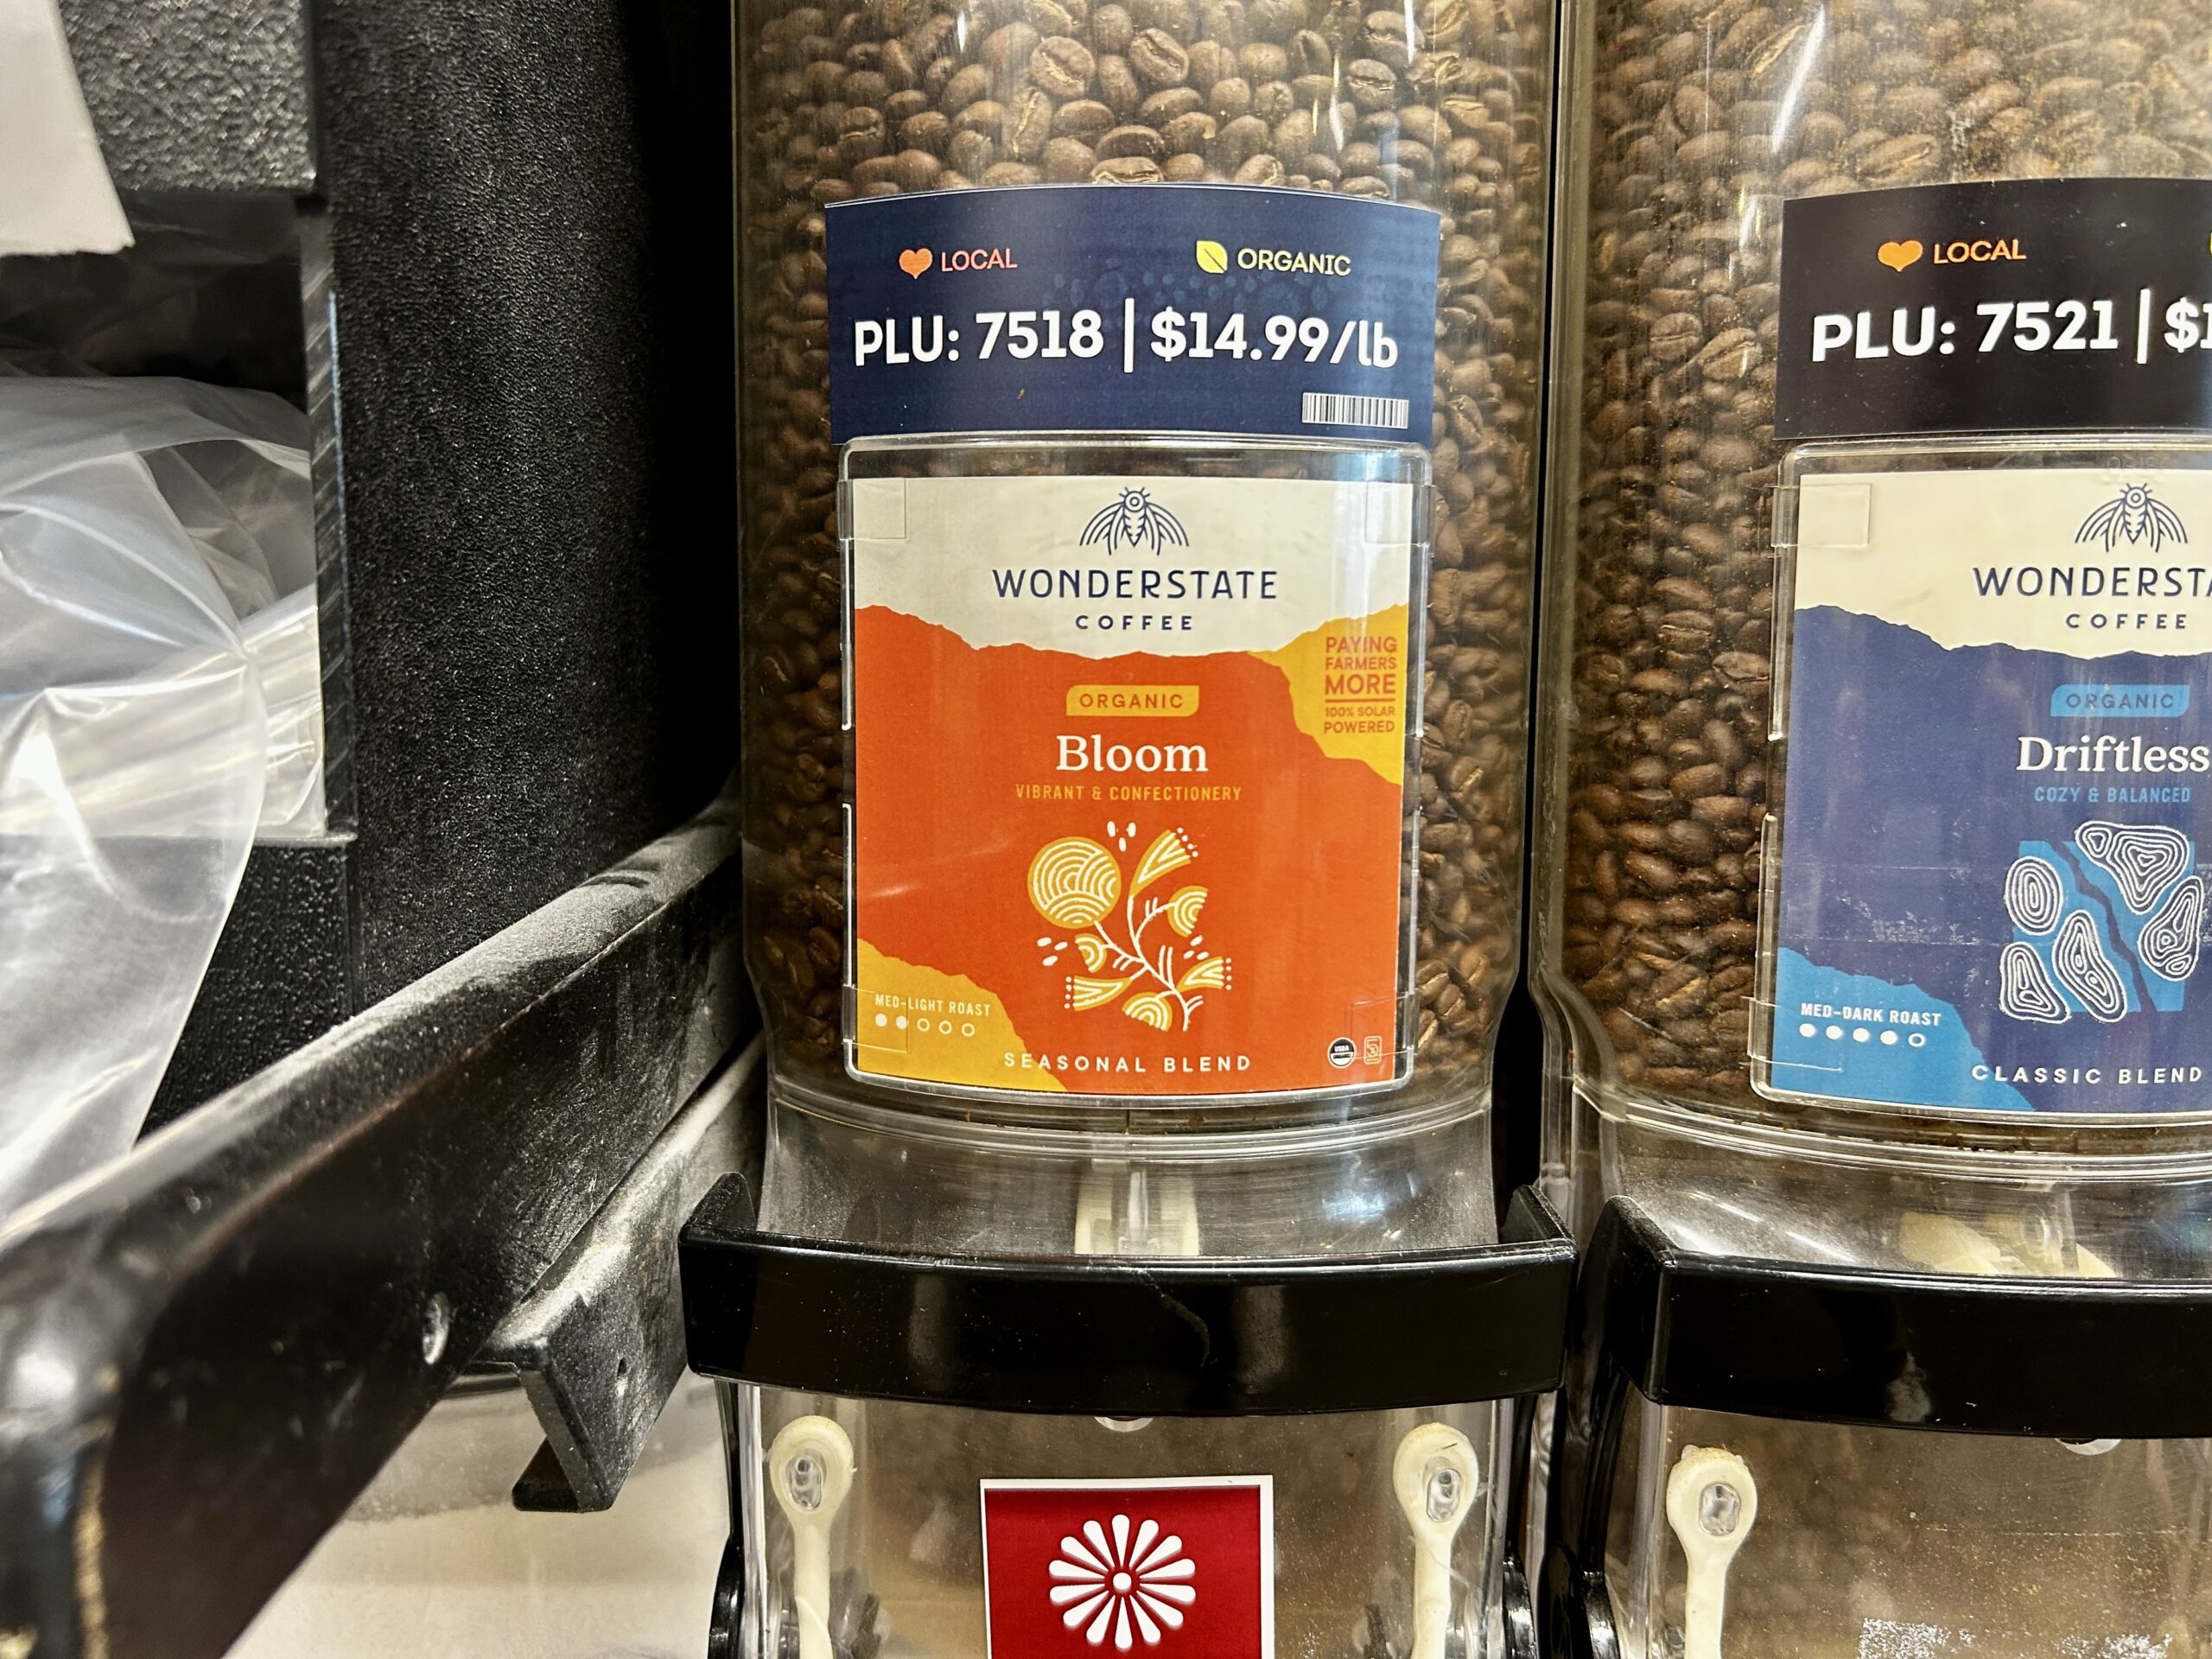 LOCAL ORGANIC
PLU: 7518 | $14.99/lb
WONDERSTATE
COFFEE
PAYING
FARMERS
MORE
100% SOLAR
POWERED
ORGANIC
Bloom
VIBRANT & CONFECTIONERY
MED-LIGHT ROAST
SEASONAL BLEND
LOCAL
PLU: 7521 | $1
WONDERSTA
COFFEE
ORGANIC
Driftless
COZY & BALANCED
MED-DARK ROAST
CLASSIC BLEND